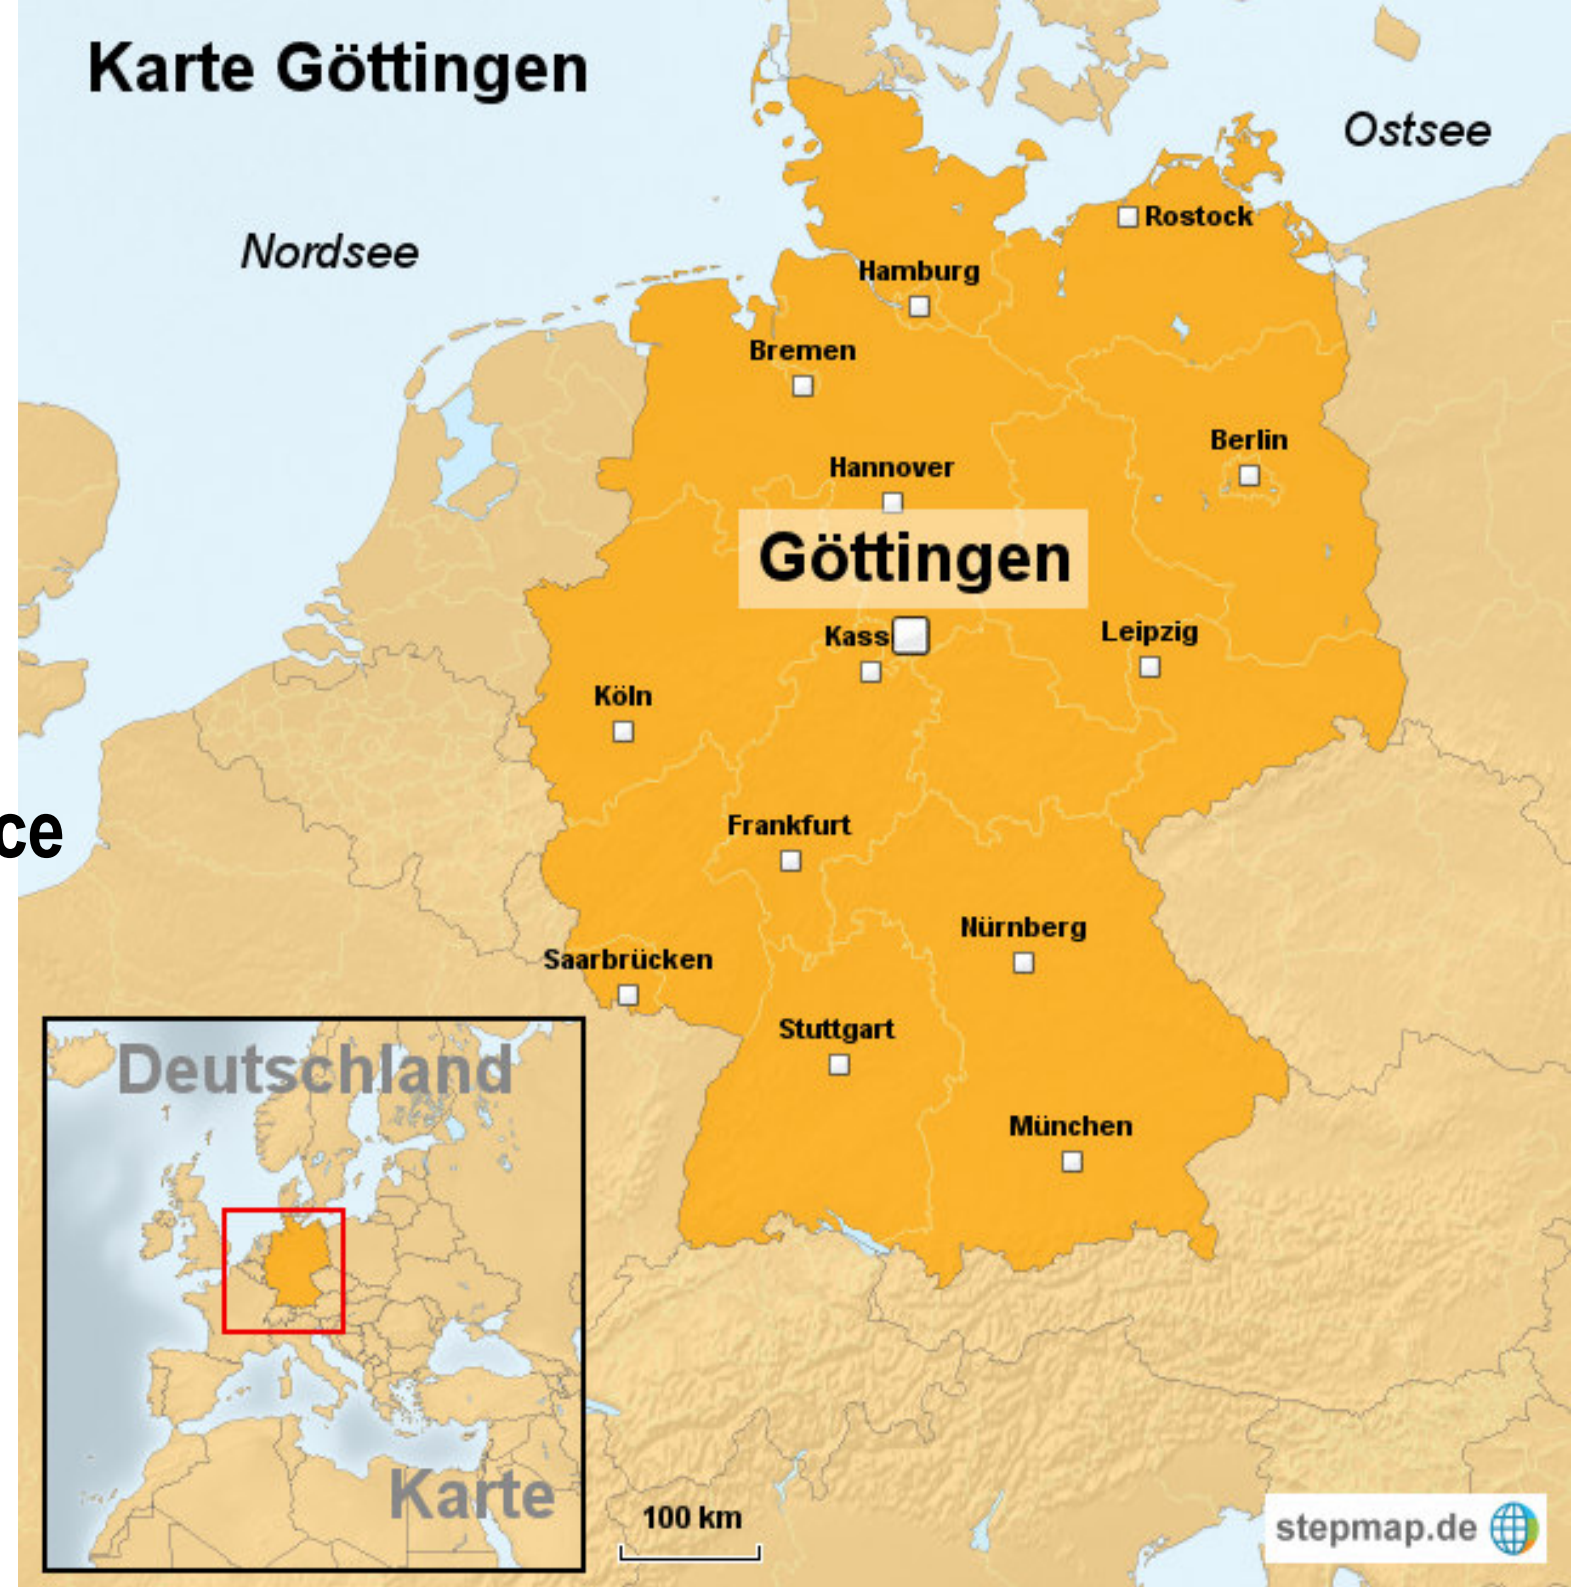 Karte Göttingen
Ostsee
Nordsee
Rostock
Hamburg
Bremen
Berlin
Hannover
Göttingen
Kass
Leipzig
Köln
ce
Frankfurt
Nürnberg
Saarbrücken
Stuttgart
Deutschland
München
Karte
100 km
stepmap.de